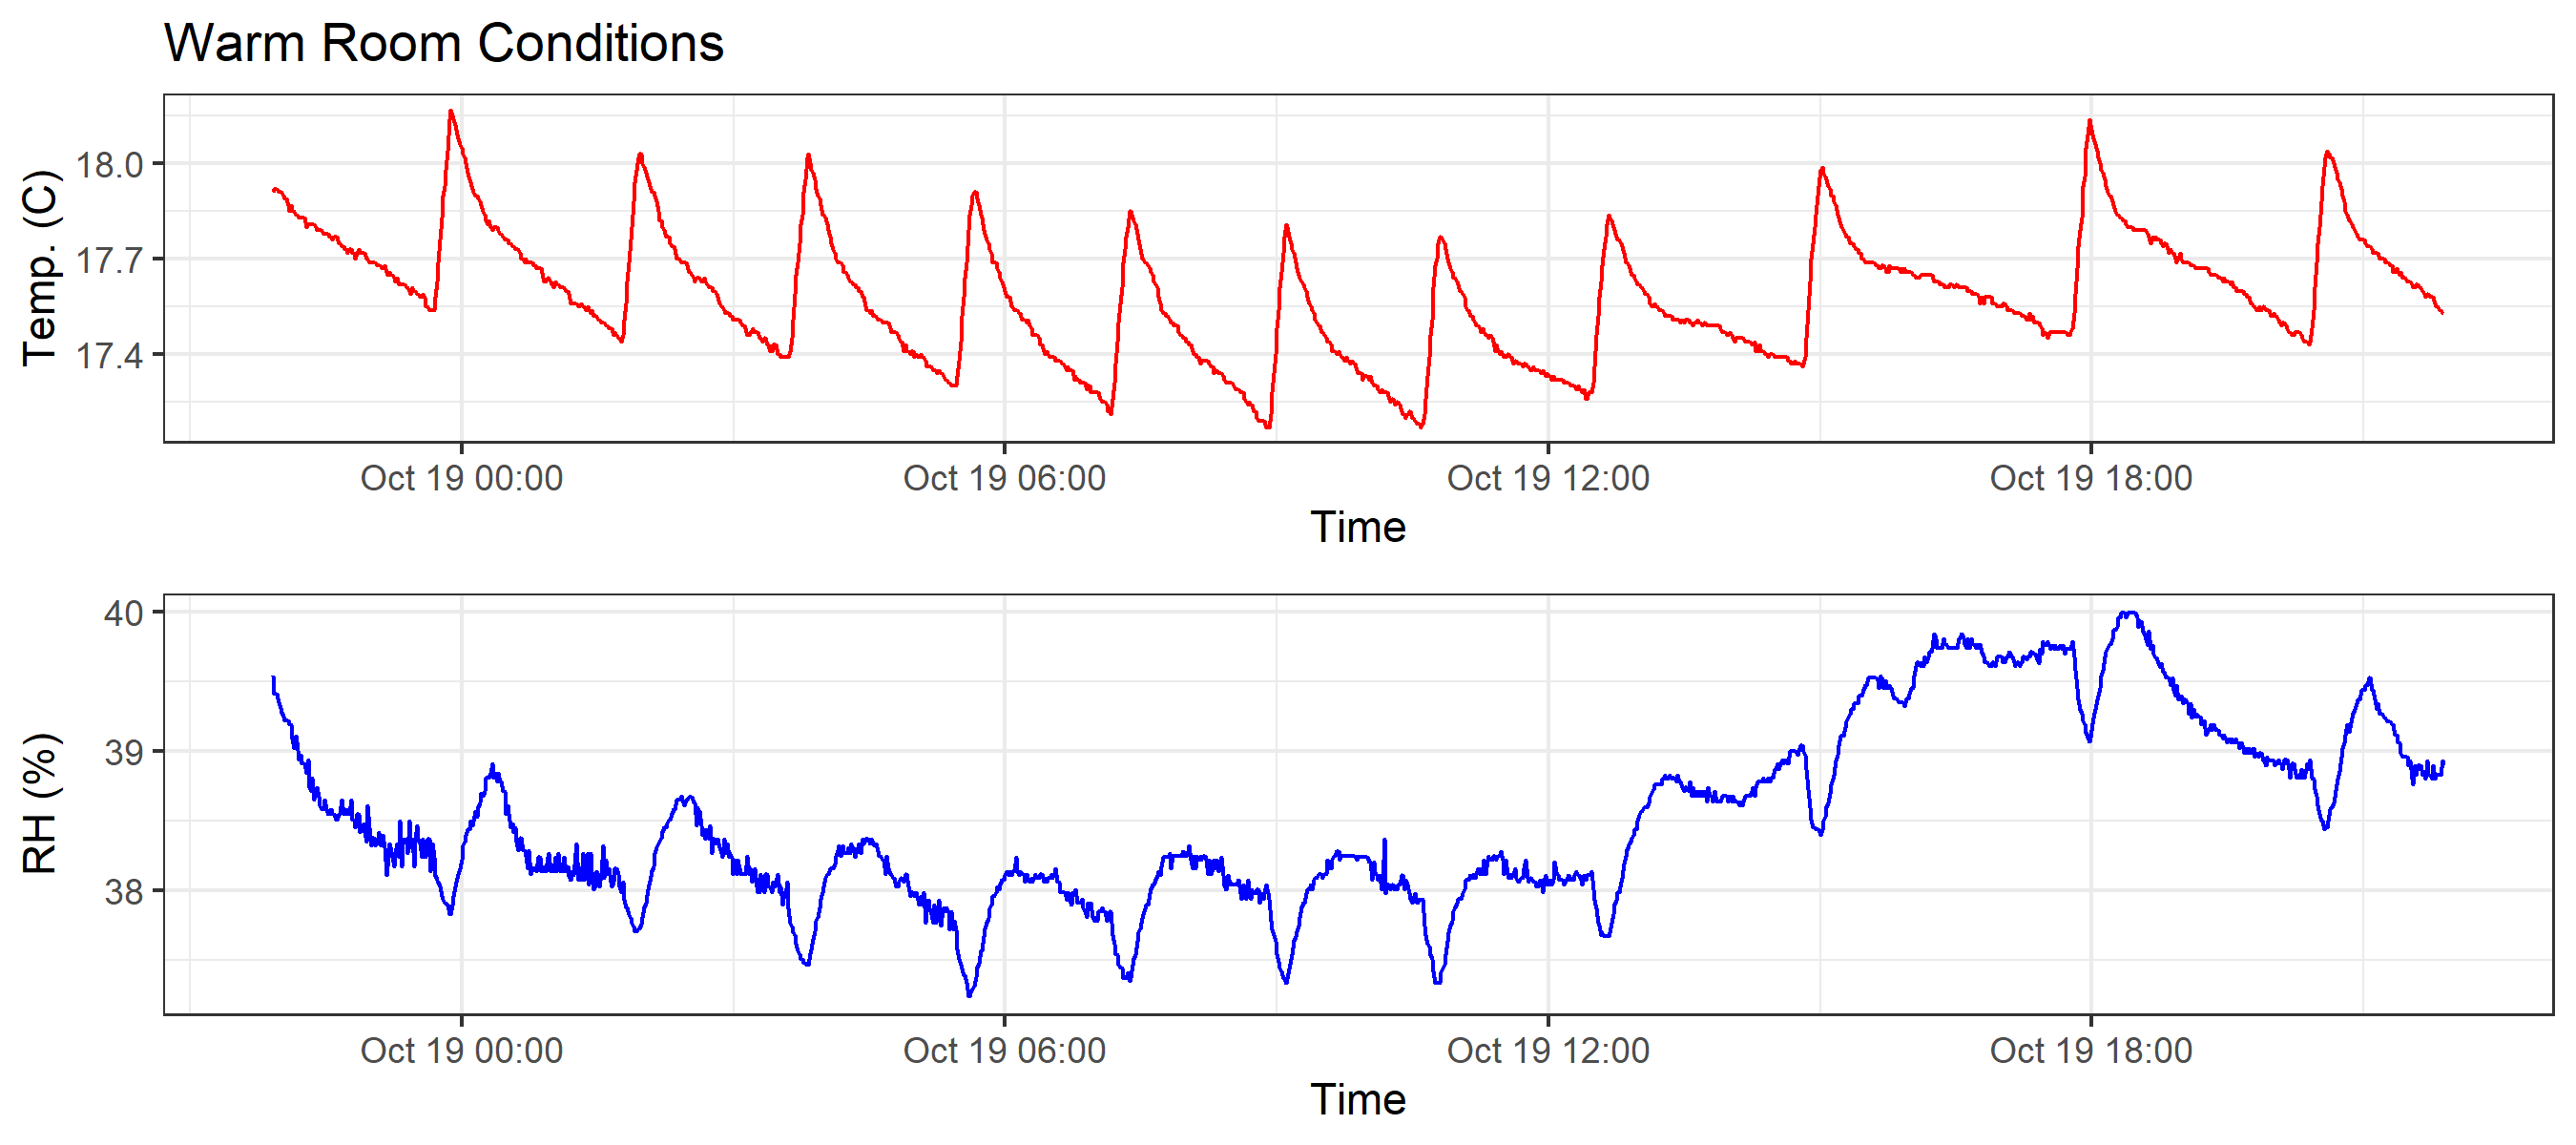 Warm Room Conditions
Temp. (C)
18.0
17.7
17.4
Oct 19 00:00 Oct 19 06:00 Oct 19 12:00 Oct 19 18:00
Time
RH (%)
40
39
38
Oct 19 00:00 Oct 19 06:00 Oct 19 12:00 Oct 19 18:00
Time